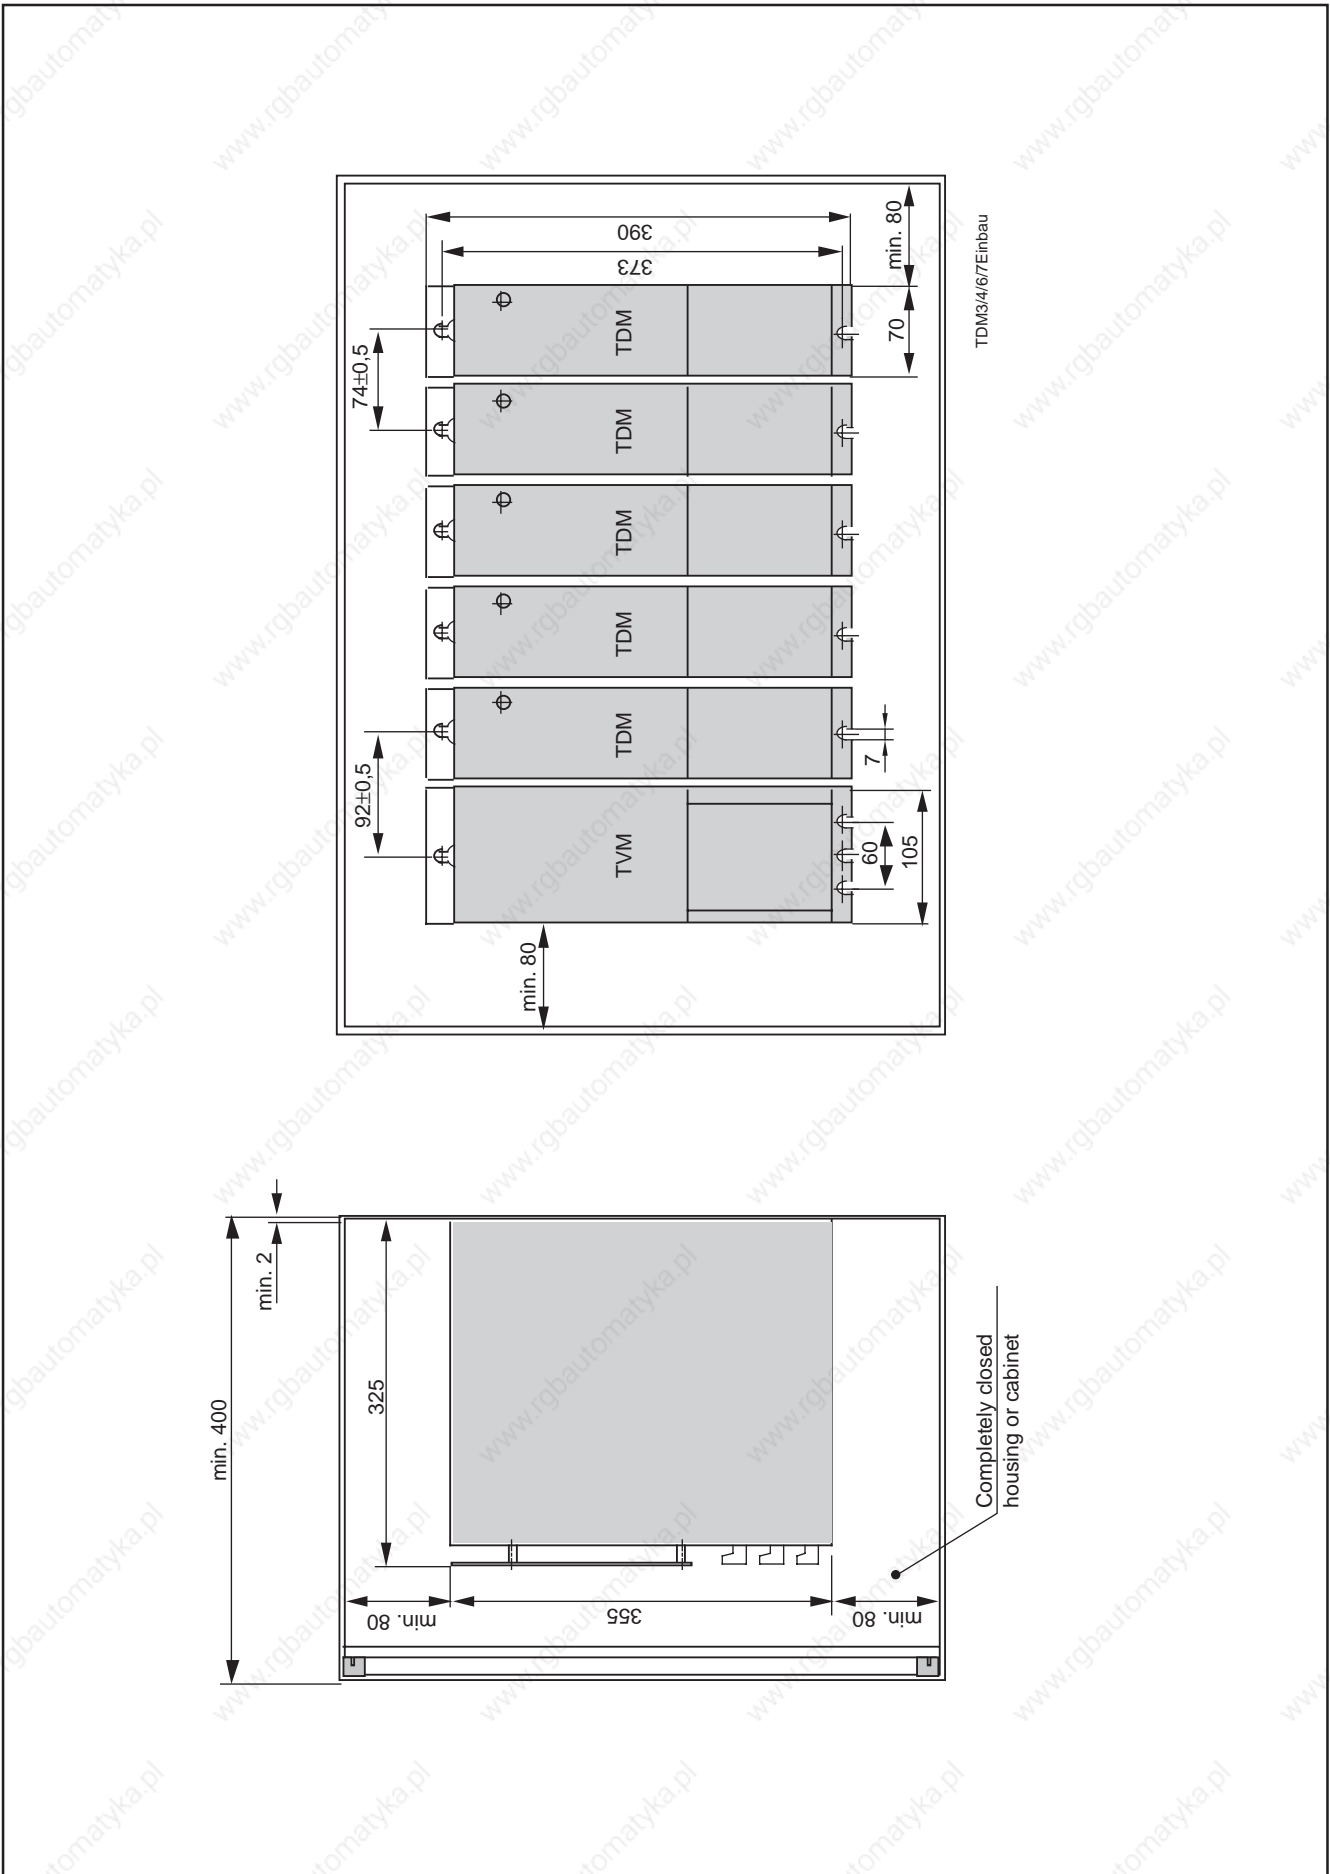 390
373
min. 80
70
TDM3/4/6/7Einbau
74±0,5
TDM
TDM
TDM
TDM
TDM
92±0,5
7
TVM
60
105
min. 80
min. 400
min. 2
325
min. 80
355
min. 80
Completely closed
housing or cabinet
www.rgbautomatyka.pl